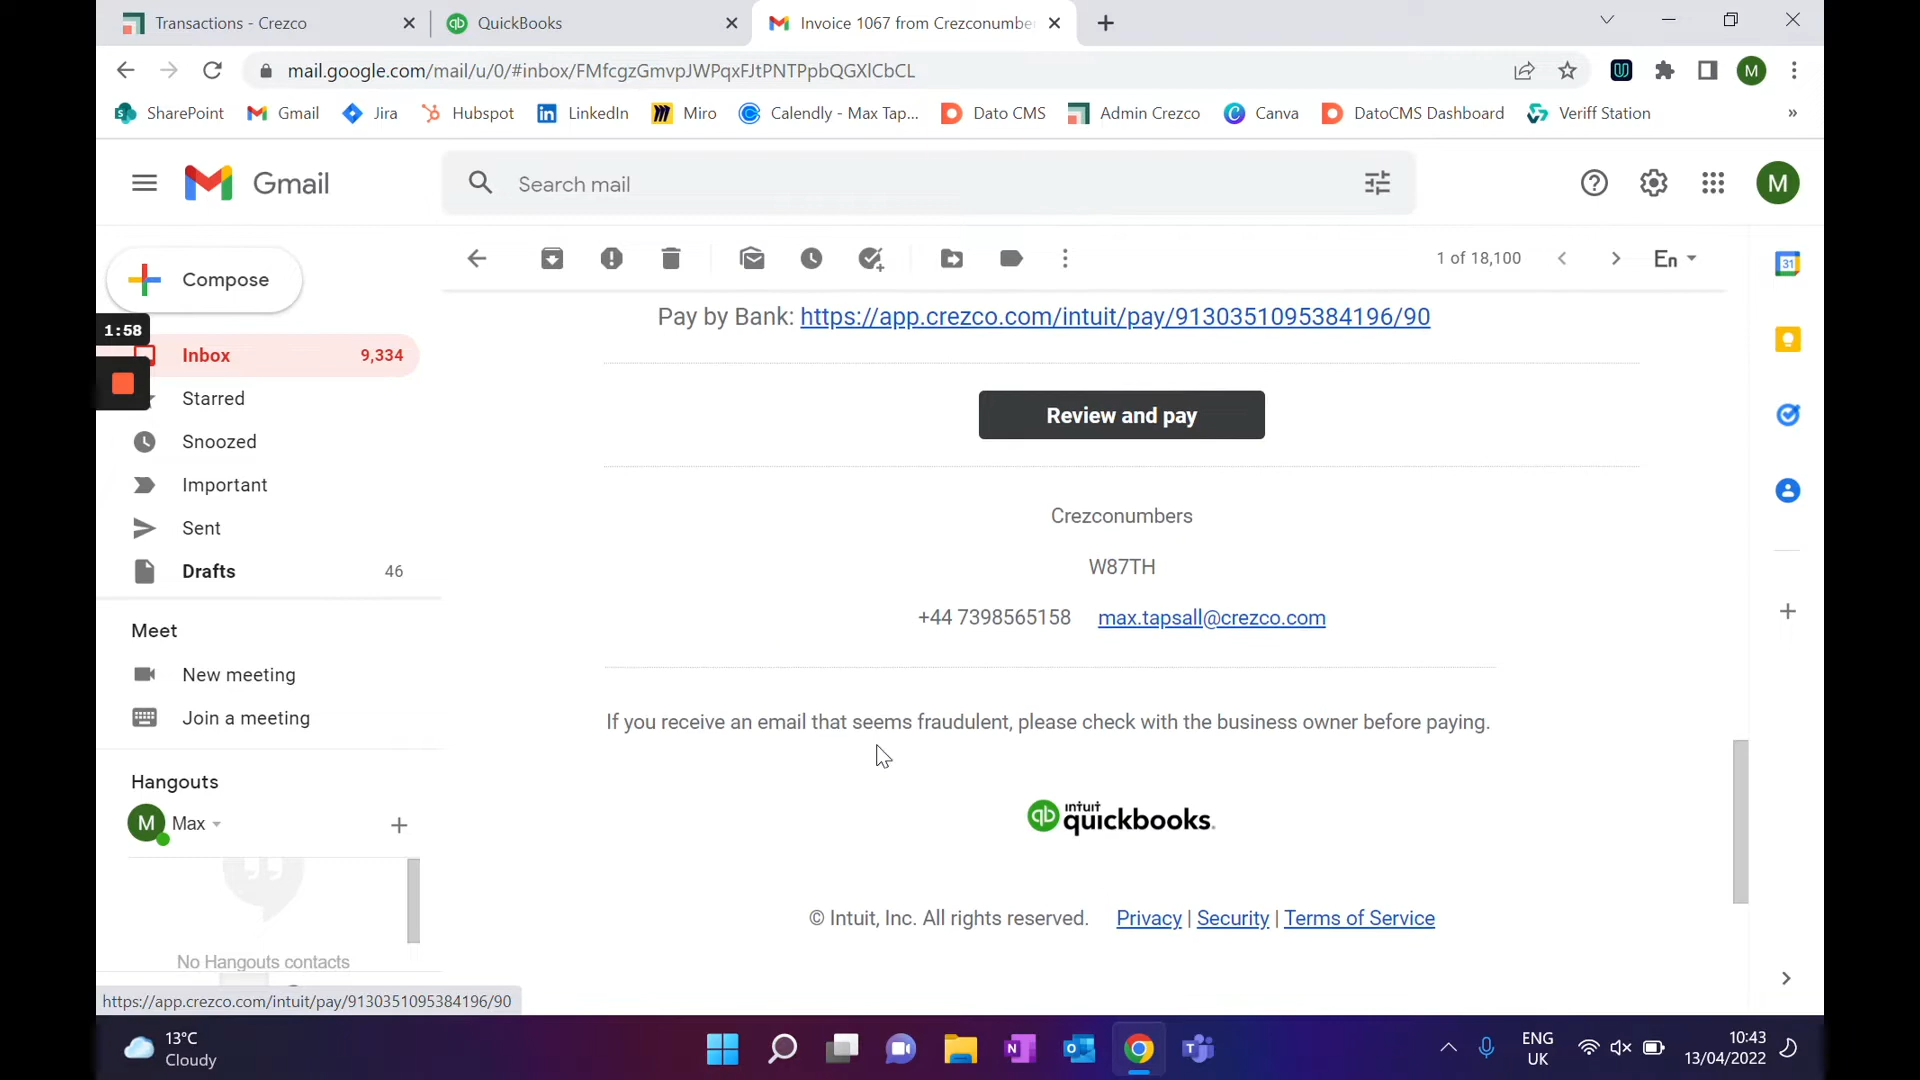 Transactions - Crezco
QuickBooks
Invoice 1067 from Crezconumbe
mail.google.com/mail/u/0/#inbox/FMfcgzGmvpJWPqxFJtPNTPpbQGXlCbCL
M
SharePoint
Gmail
Jira
Hubspot
LinkedIn
Miro
Calendly - Max Tap...
Dato CMS
Admin Crezco
Canva
DatoCMS Dashboard
Veriff Station
»
Gmail
Search mail
M
Compose
1 of 18,100
En
31
1:58
Inbox 9,334
Starred
Snoozed
Important
Sent
Drafts 46
Meet
New meeting
Join a meeting
Hangouts
M Max
No Hangouts contacts
Pay by Bank: https://app.crezco.com/intuit/pay/9130351095384196/90
Review and pay
Crezconumbers
W87TH
+44 7398565158 max.tapsall@crezco.com
If you receive an email that seems fraudulent, please check with the business owner before paying.
qb intuit quickbooks.
© Intuit, Inc. All rights reserved. Privacy | Security | Terms of Service
https://app.crezco.com/intuit/pay/9130351095384196/90
13°C
Cloudy
ENG
UK
10:43
13/04/2022